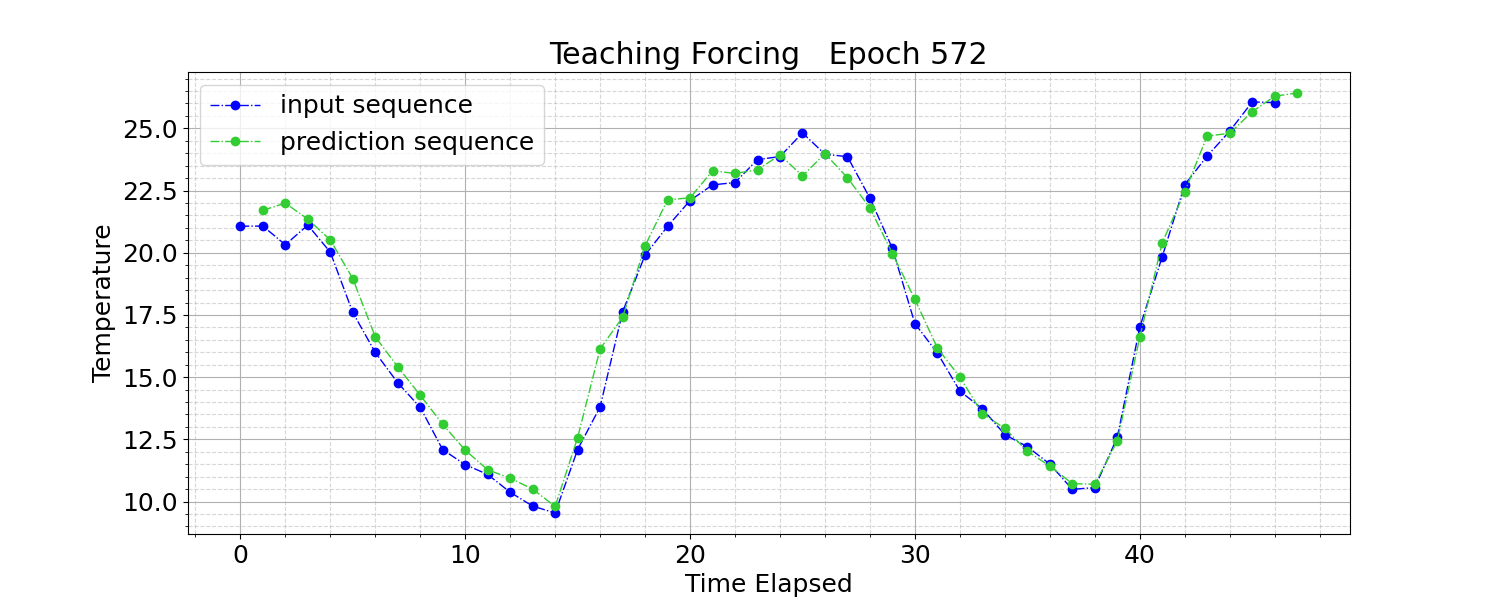 Teaching Forcing   Epoch 572
input sequence
prediction sequence
25.0
22.5
20.0
17.5
15.0
12.5
10.0
Temperature
0 10 20 30 40
Time Elapsed